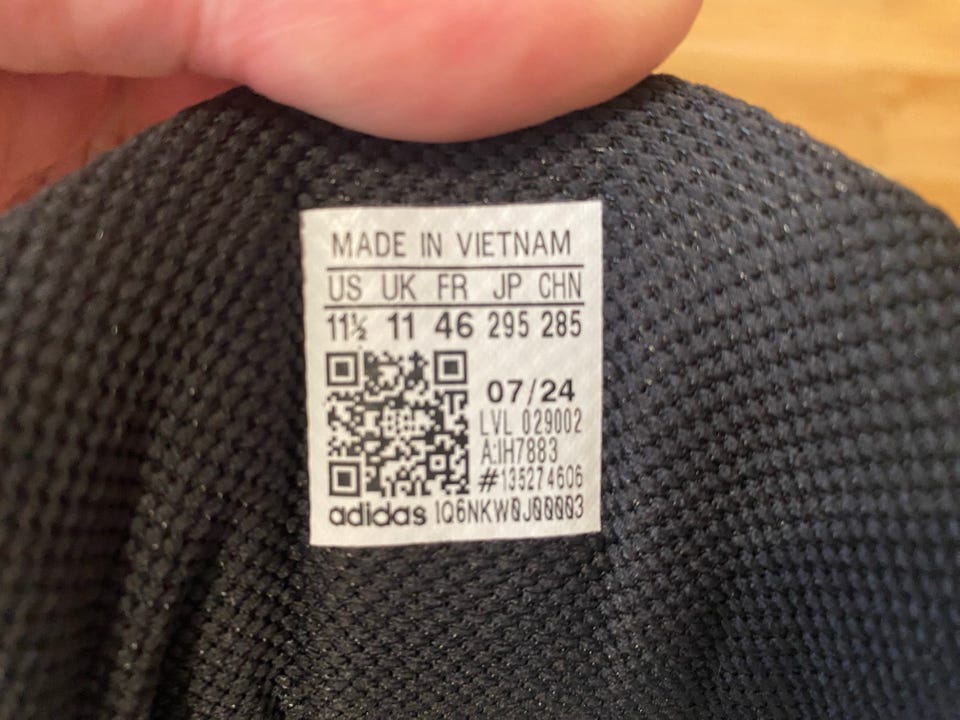 MADE IN VIETNAM
US UK FR JP CHN
11½ 11 46 295 285
07/24
LVL 029002
A:IH7883
#135274606
adidas 1Q6NKW0J00003